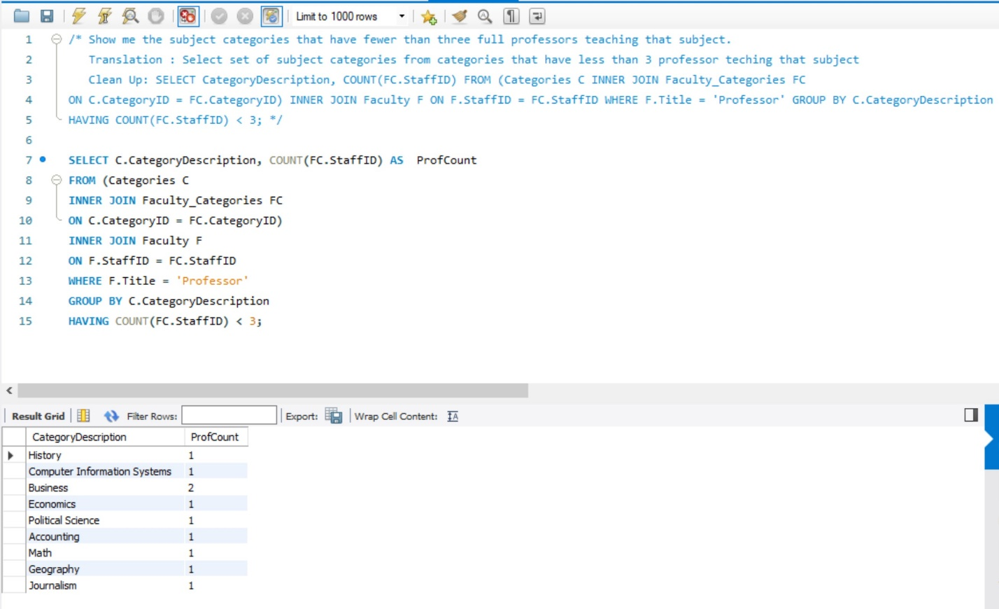 Limit to 1000 rows
1 /* Show me the subject categories that have fewer than three full professors teaching that subject.
2 Translation : Select set of subject categories from categories that have less than 3 professor teching that subject
3 Clean Up: SELECT CategoryDescription, COUNT(FC.StaffID) FROM (Categories C INNER JOIN Faculty_Categories FC
4 ON C.CategoryID = FC.CategoryID) INNER JOIN Faculty F ON F.StaffID = FC.StaffID WHERE F.Title = 'Professor' GROUP BY C.CategoryDescription
5 HAVING COUNT(FC.StaffID) < 3; */
6
7 SELECT C.CategoryDescription, COUNT(FC.StaffID) AS  ProfCount
8 FROM (Categories C
9 INNER JOIN Faculty_Categories FC
10 ON C.CategoryID = FC.CategoryID)
11 INNER JOIN Faculty F
12 ON F.StaffID = FC.StaffID
13 WHERE F.Title = 'Professor'
14 GROUP BY C.CategoryDescription
15 HAVING COUNT(FC.StaffID) < 3;
Result Grid Filter Rows: Export: Wrap Cell Content: IA
CategoryDescription ProfCount
History 1
Computer Information Systems 1
Business 2
Economics 1
Political Science 1
Accounting 1
Math 1
Geography 1
Journalism 1